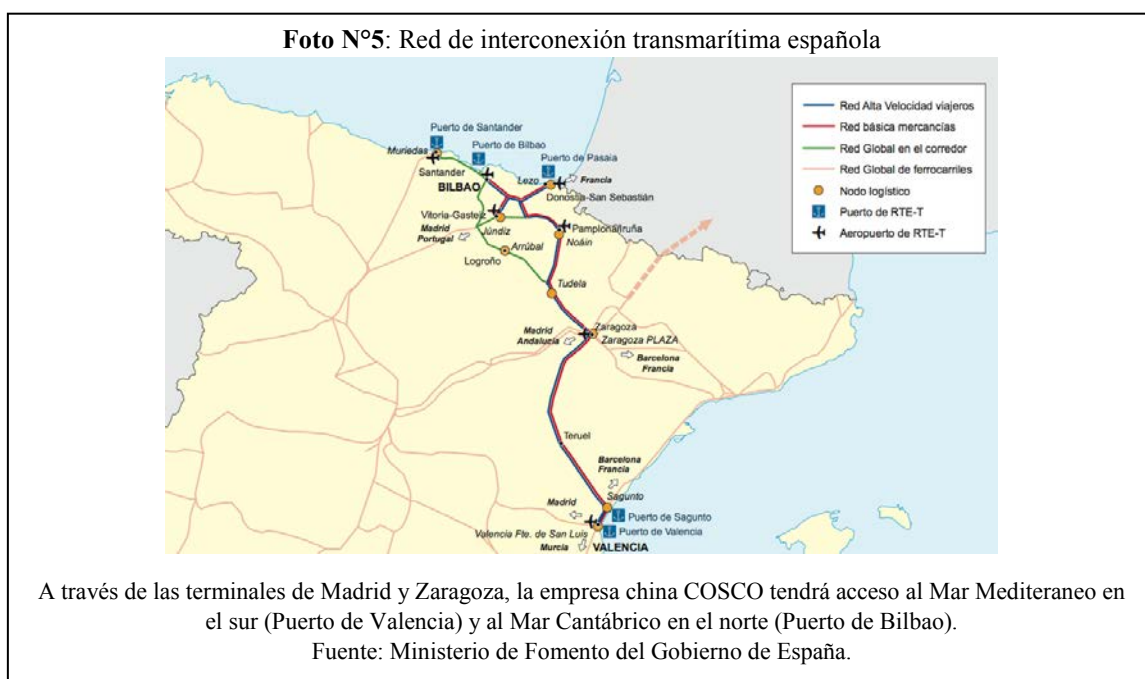 Foto N°5: Red de interconexión transmarítima española
Red Alta Velocidad viajeros
Red básica mercancías
Red Global en el corredor
Red Global de ferrocarriles
Nodo logístico
Puerto de RTE-T
Aeropuerto de RTE-T
Puerto de Santander
Puerto de Bilbao
Muriedas
Puerto de Pasaia
Santander
Lezo
Francia
BILBAO
Donostia-San Sebastián
Vitoria-Gasteiz
Pamplona/Iruña
Júndiz
Madrid
Portugal
Arrúbal
Noáin
Logroño
Tudela
Madrid
Andalucía
Zaragoza
Zaragoza PLAZA
Barcelona
Francia
Teruel
Barcelona
Francia
Sagunto
Madrid
Puerto de Sagunto
Valencia Fte. de San Luis
Puerto de Valencia
Murcia
VALENCIA
A través de las terminales de Madrid y Zaragoza, la empresa china COSCO tendrá acceso al Mar Mediteraneo en
el sur (Puerto de Valencia) y al Mar Cantábrico en el norte (Puerto de Bilbao).
Fuente: Ministerio de Fomento del Gobierno de España.